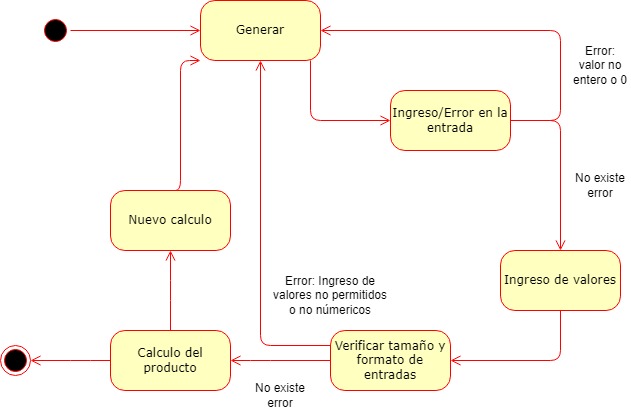 Generar
Error:
valor no
entero o 0
Ingreso/Error en la
entrada
No existe
error
Nuevo calculo
Ingreso de valores
Error: Ingreso de
valores no permitidos
o no númericos
Calculo del
producto
Verificar tamaño y
formato de
entradas
No existe
error